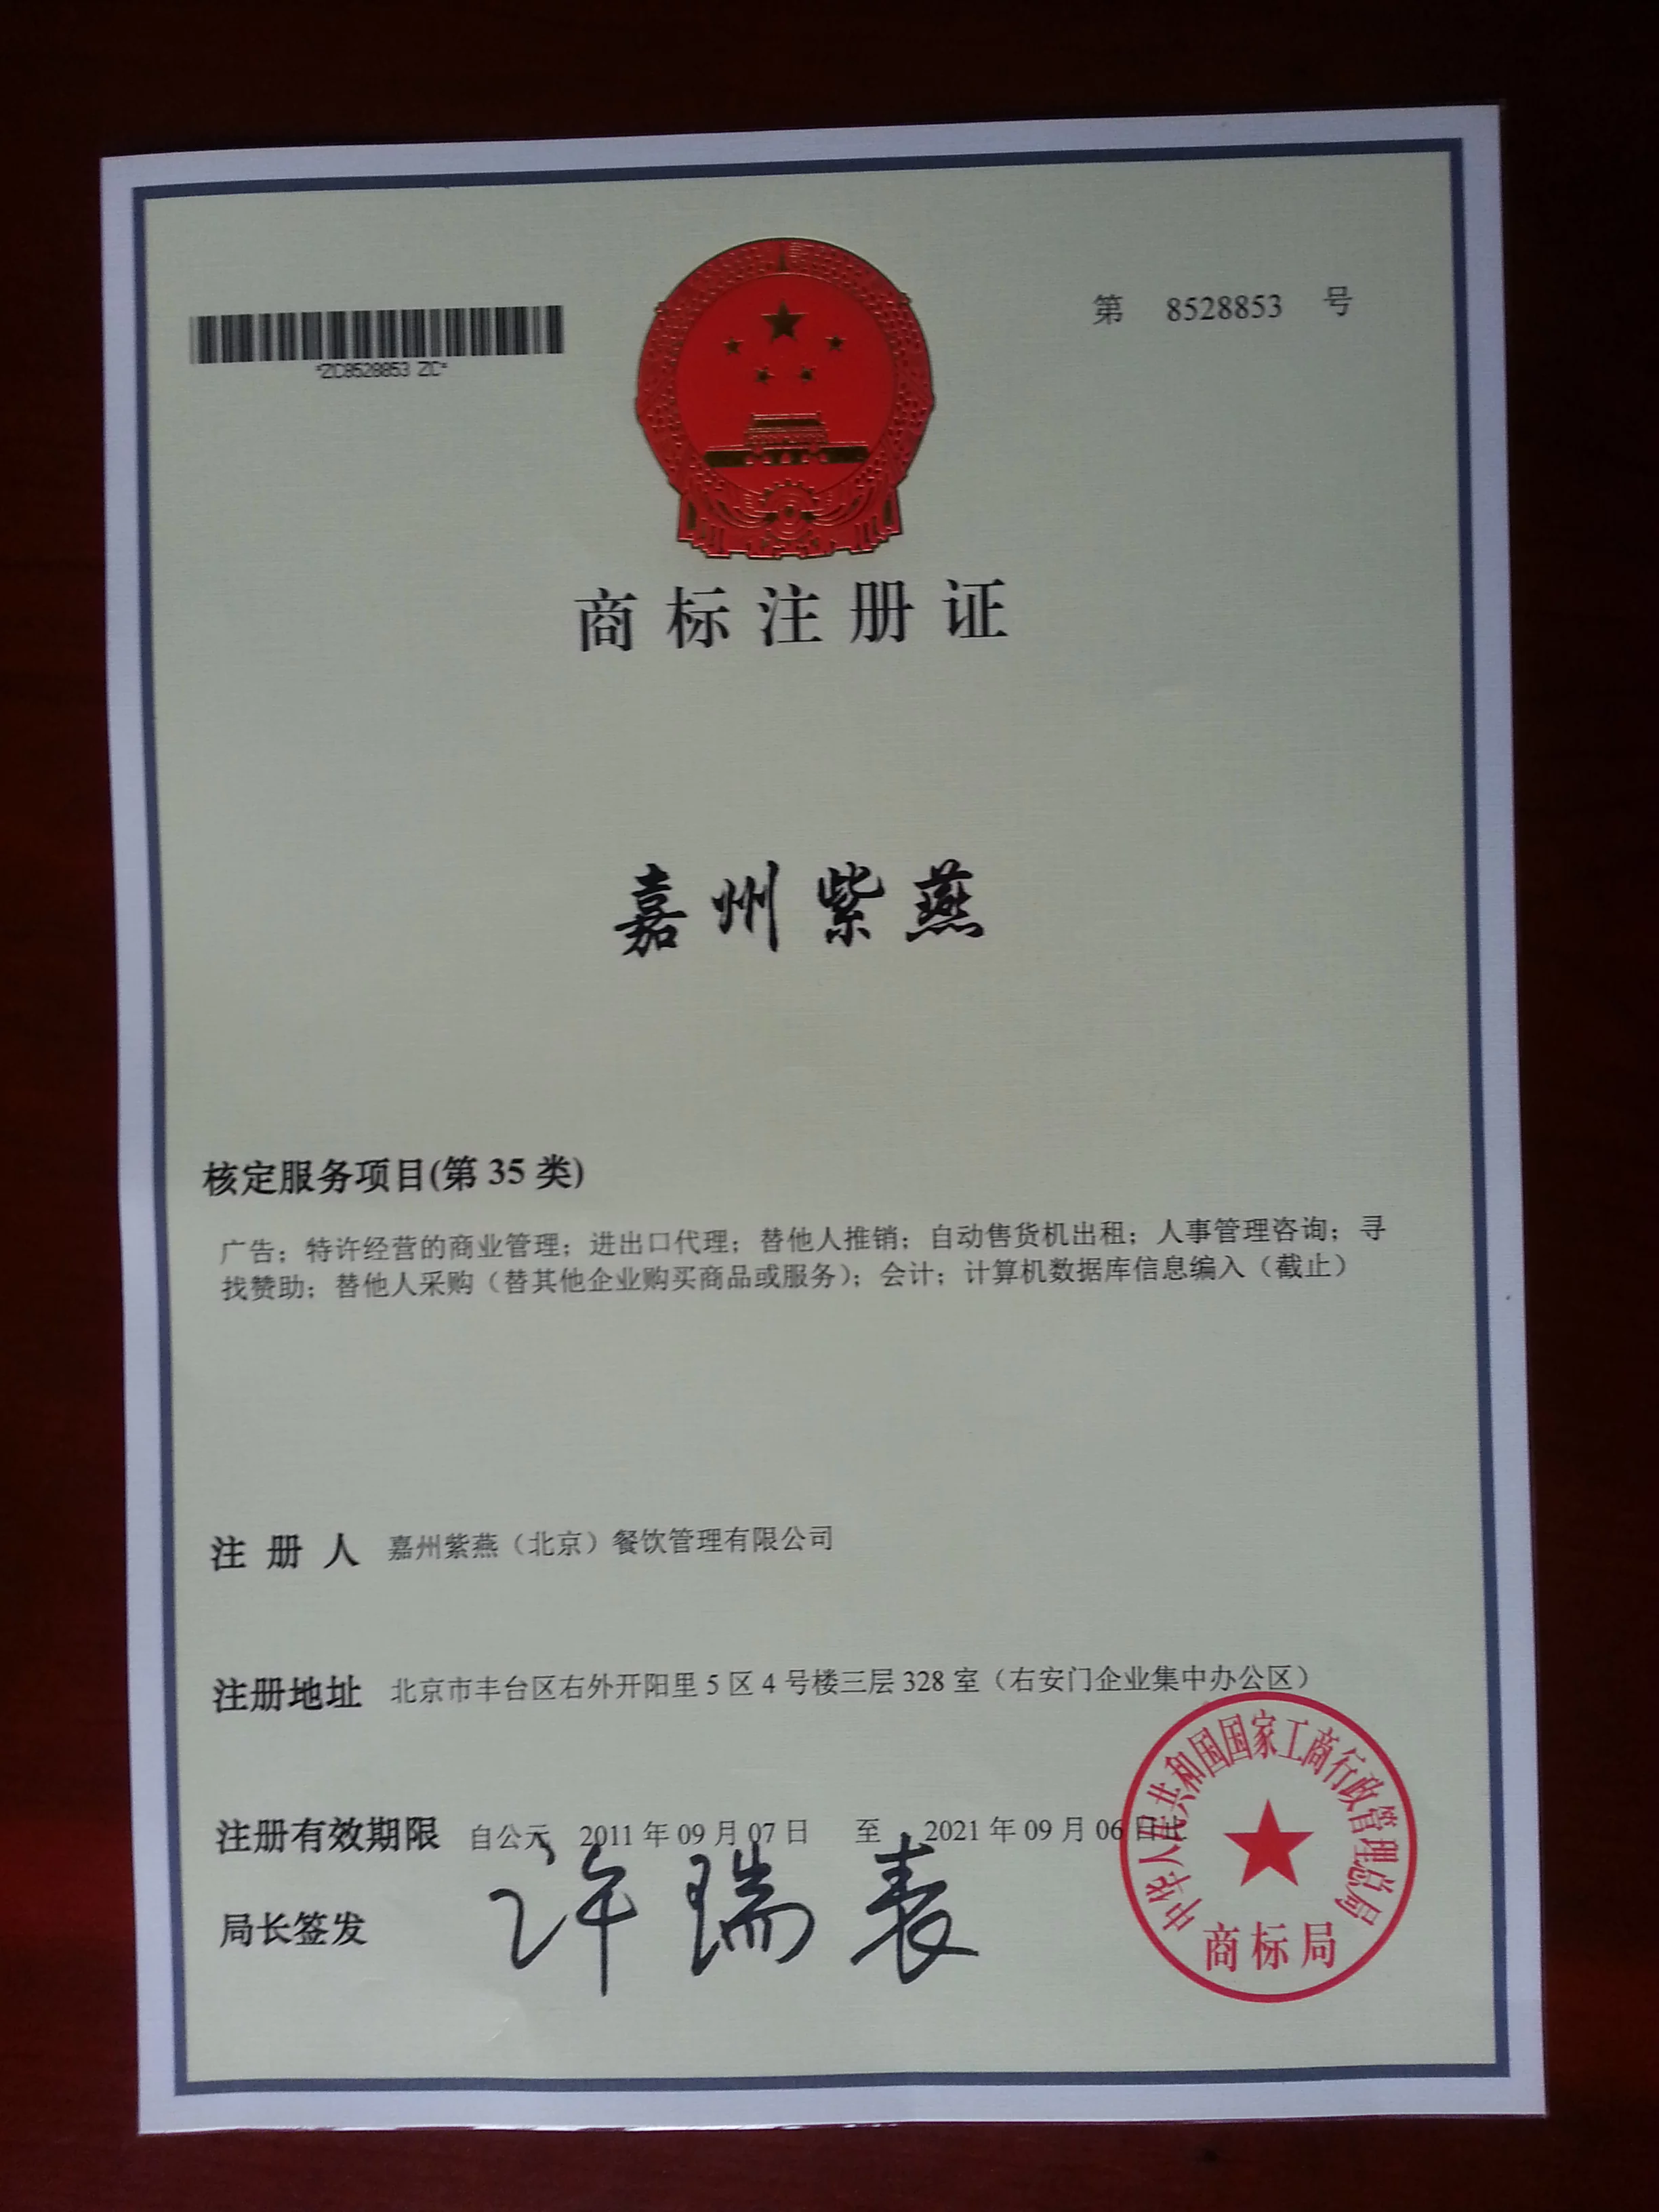 第 8528853 号
*ZC8528853 ZC*
商标注册证
嘉州紫燕
核定服务项目(第 35 类)
广告；特许经营的商业管理；进出口代理；替他人推销；自动售货机出租；人事管理咨询；寻
找赞助；替他人采购（替其他企业购买商品或服务）；会计；计算机数据库信息编入（截止）
注 册 人 嘉州紫燕（北京）餐饮管理有限公司
注册地址 北京市丰台区右外开阳里 5 区 4 号楼三层 328 室（右安门企业集中办公区）
注册有效期限 自公元 2011 年 09 月 07 日 至 2021 年 09 月 06 日止
局长签发 许瑞表
中华人民共和国国家工商行政管理总局
商标局